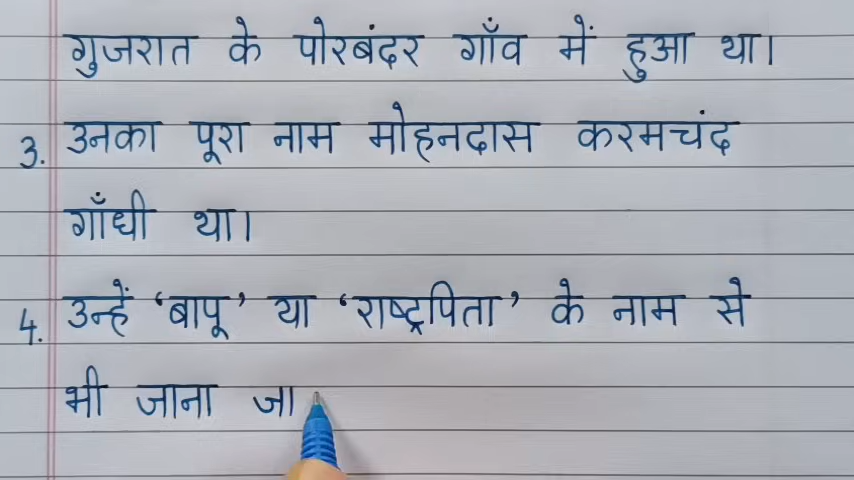 गुजरात के पोरबंदर गाँव में हुआ था।
3. उनका पूरा नाम मोहनदास करमचंद
गाँधी था।
4. उन्हें ‘बापू’ या ‘राष्ट्रपिता’ के नाम से
भी जाना जा